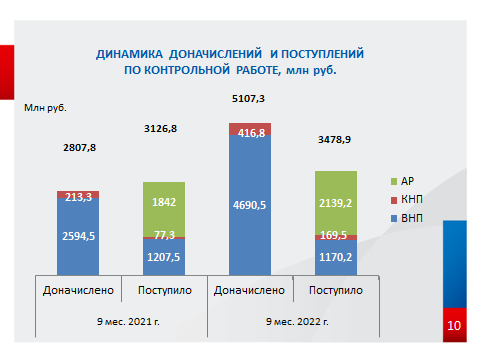 ДИНАМИКА ДОНАЧИСЛЕНИЙ И ПОСТУПЛЕНИЙ
ПО КОНТРОЛЬНОЙ РАБОТЕ, млн руб.
Млн руб.
2807,8
3126,8
5107,3
3478,9
213,3
2594,5
1842
77,3
1207,5
416,8
4690,5
2139,2
169,5
1170,2
АР
КНП
ВНП
Доначислено Поступило Доначислено Поступило
9 мес. 2021 г. 9 мес. 2022 г.
10